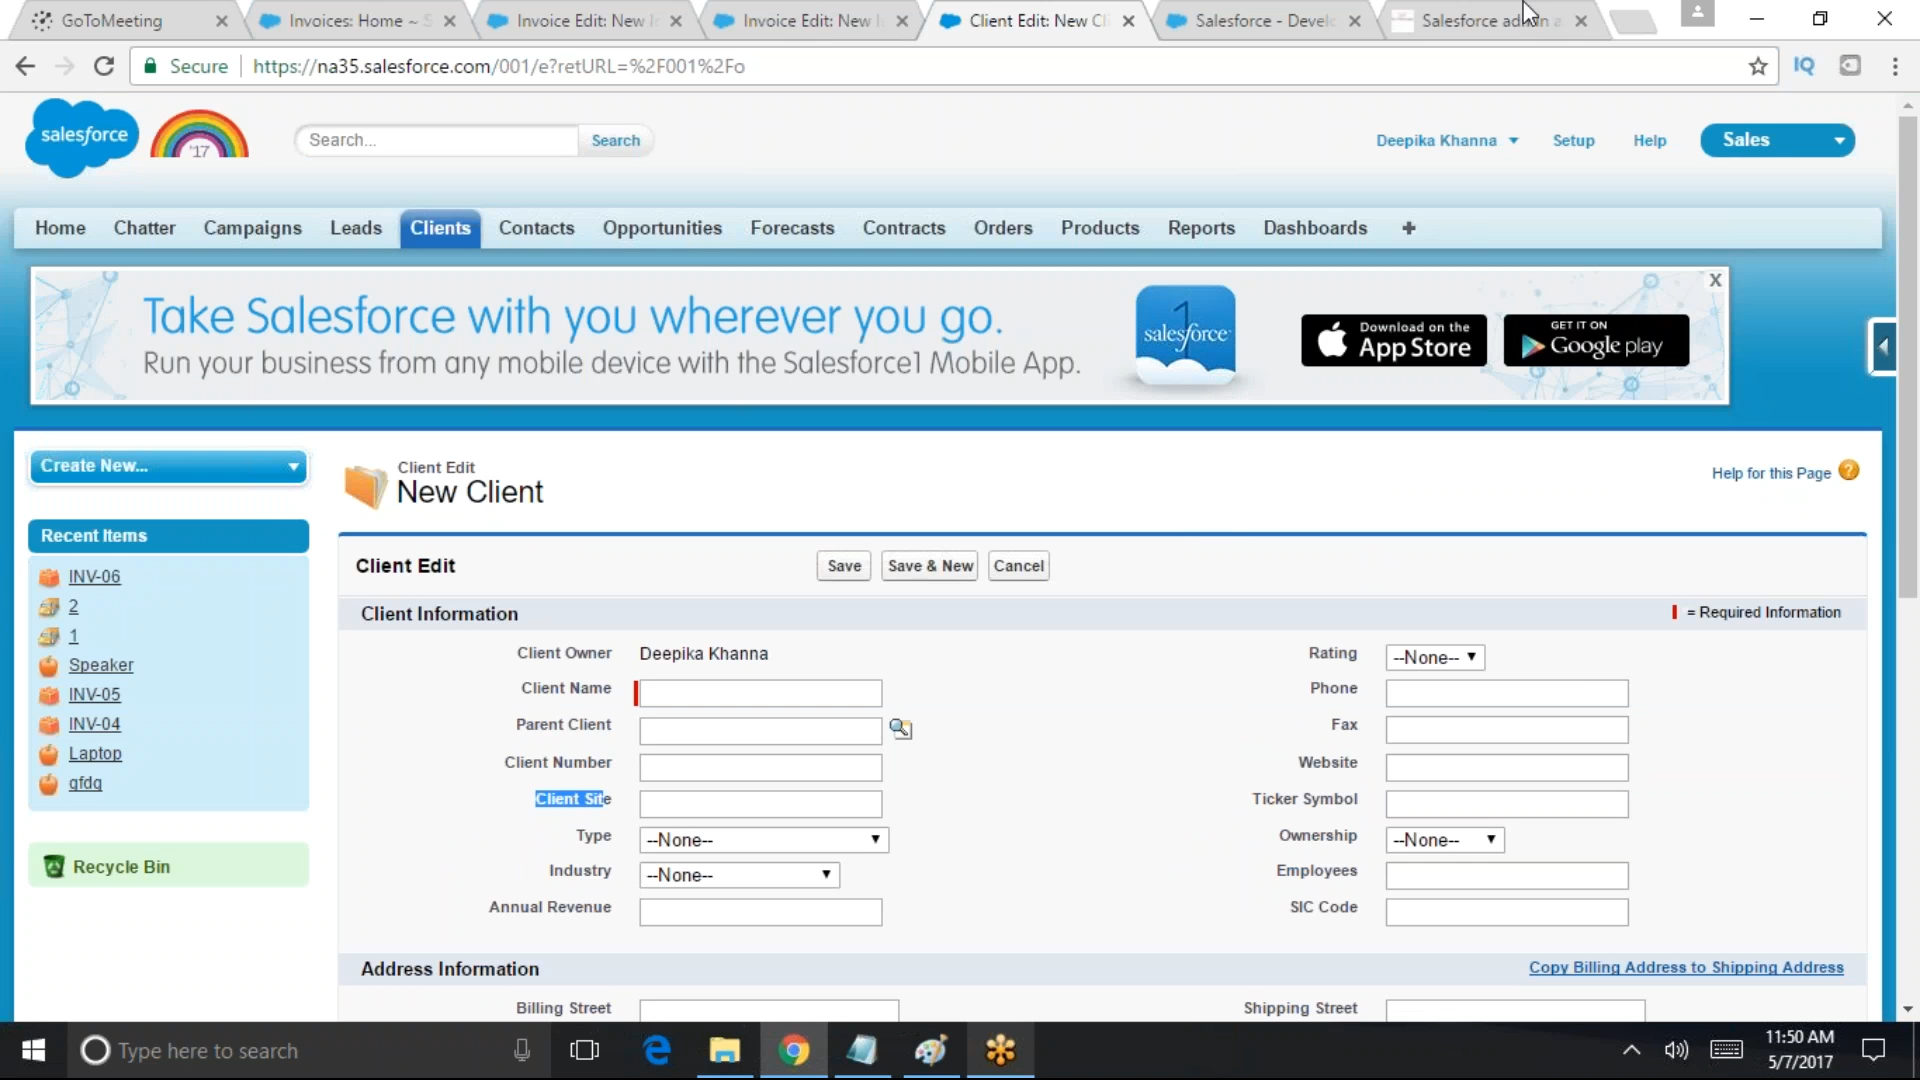 GoToMeeting
Invoices: Home ~ S
Invoice Edit: New I
Invoice Edit: New I
Client Edit: New Cl
Salesforce - Develo
Salesforce admin a
Secure
https://na35.salesforce.com/001/e?retURL=%2F001%2Fo
IQ
salesforce
'17
Search...
Search
Deepika Khanna
Setup
Help
Sales
Home
Chatter
Campaigns
Leads
Clients
Contacts
Opportunities
Forecasts
Contracts
Orders
Products
Reports
Dashboards
+
Take Salesforce with you wherever you go.
Run your business from any mobile device with the Salesforce1 Mobile App.
1
salesforce
Download on the
App Store
GET IT ON
Google play
X
Create New...
Recent Items
INV-06
2
1
Speaker
INV-05
INV-04
Laptop
gfdg
Recycle Bin
Client Edit
New Client
Help for this Page ?
Client Edit
Save
Save & New
Cancel
Client Information
= Required Information
Client Owner
Deepika Khanna
Rating
--None--
Client Name
Phone
Parent Client
Fax
Client Number
Website
Client Site
Ticker Symbol
Type
--None--
Ownership
--None--
Industry
--None--
Employees
Annual Revenue
SIC Code
Address Information
Copy Billing Address to Shipping Address
Billing Street
Shipping Street
Type here to search
11:50 AM
5/7/2017